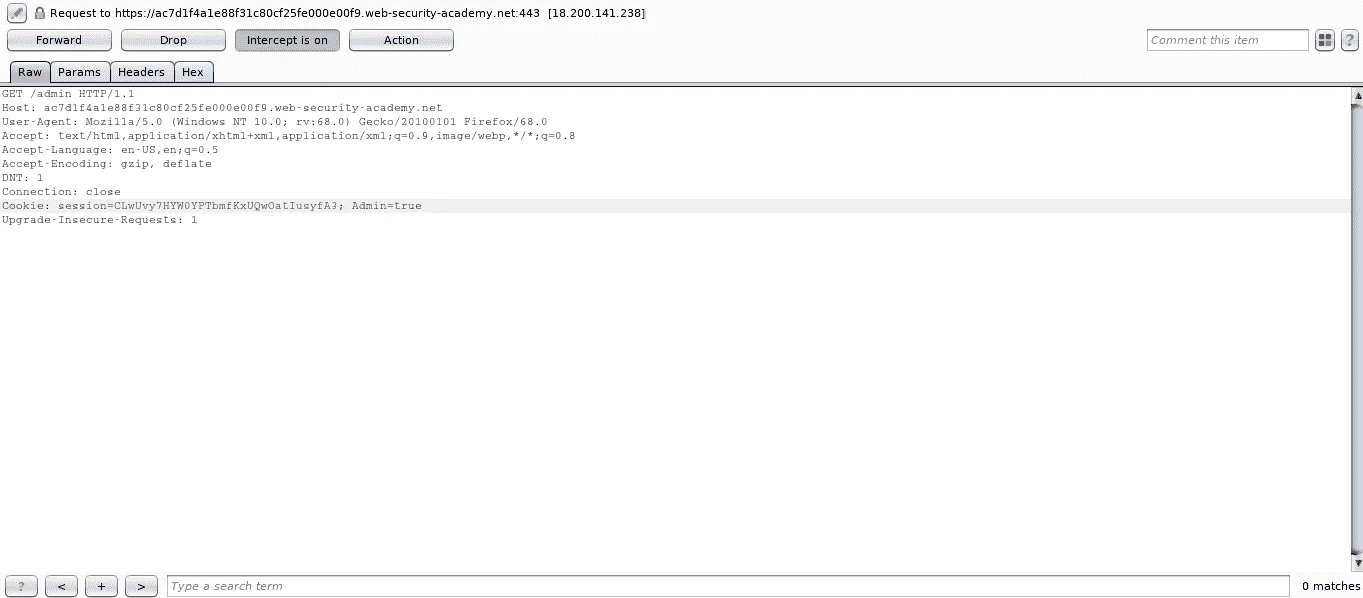 Request to https://ac7d1f4a1e88f31c80cf25fe000e00f9.web-security-academy.net:443 [18.200.141.238]
Forward Drop Intercept is on Action Comment this item ?
Raw Params Headers Hex
GET /admin HTTP/1.1
Host: ac7d1f4a1e88f31c80cf25fe000e00f9.web-security-academy.net
User-Agent: Mozilla/5.0 (Windows NT 10.0; rv:68.0) Gecko/20100101 Firefox/68.0
Accept: text/html,application/xhtml+xml,application/xml;q=0.9,image/webp,*/*;q=0.8
Accept-Language: en-US,en;q=0.5
Accept-Encoding: gzip, deflate
DNT: 1
Connection: close
Cookie: session=CLwUvy7HYW0YPTbmfKxUQwOatIusyfA3; Admin=true
Upgrade-Insecure-Requests: 1
? < + > Type a search term 0 matches